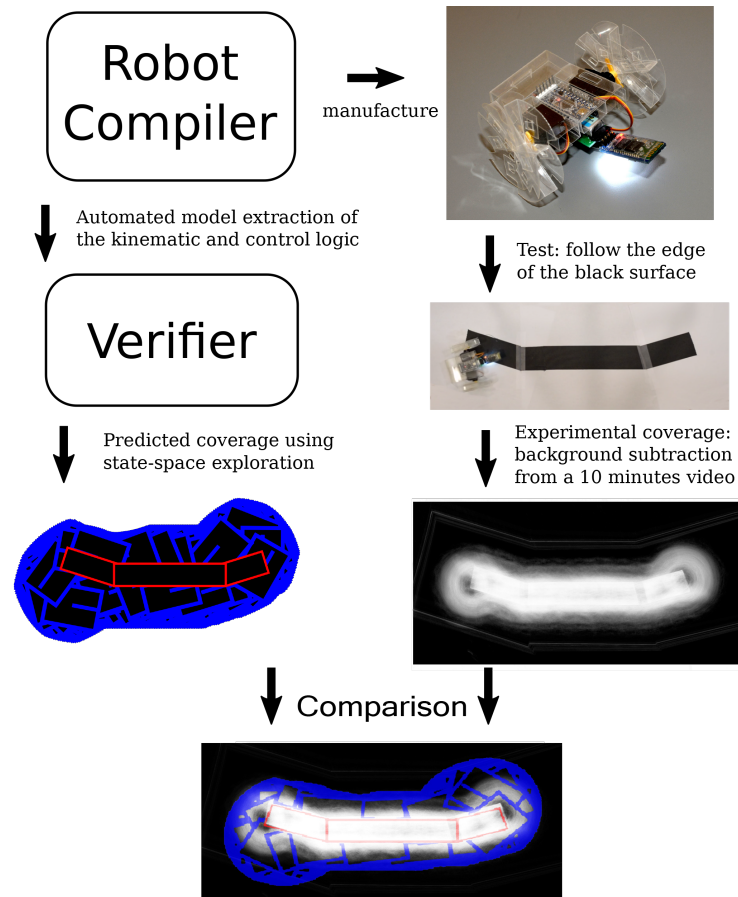 Robot
Compiler
manufacture
Automated model extraction of
the kinematic and control logic
Test: follow the edge
of the black surface
Verifier
Predicted coverage using
state-space exploration
Experimental coverage:
background subtraction
from a 10 minutes video
Comparison